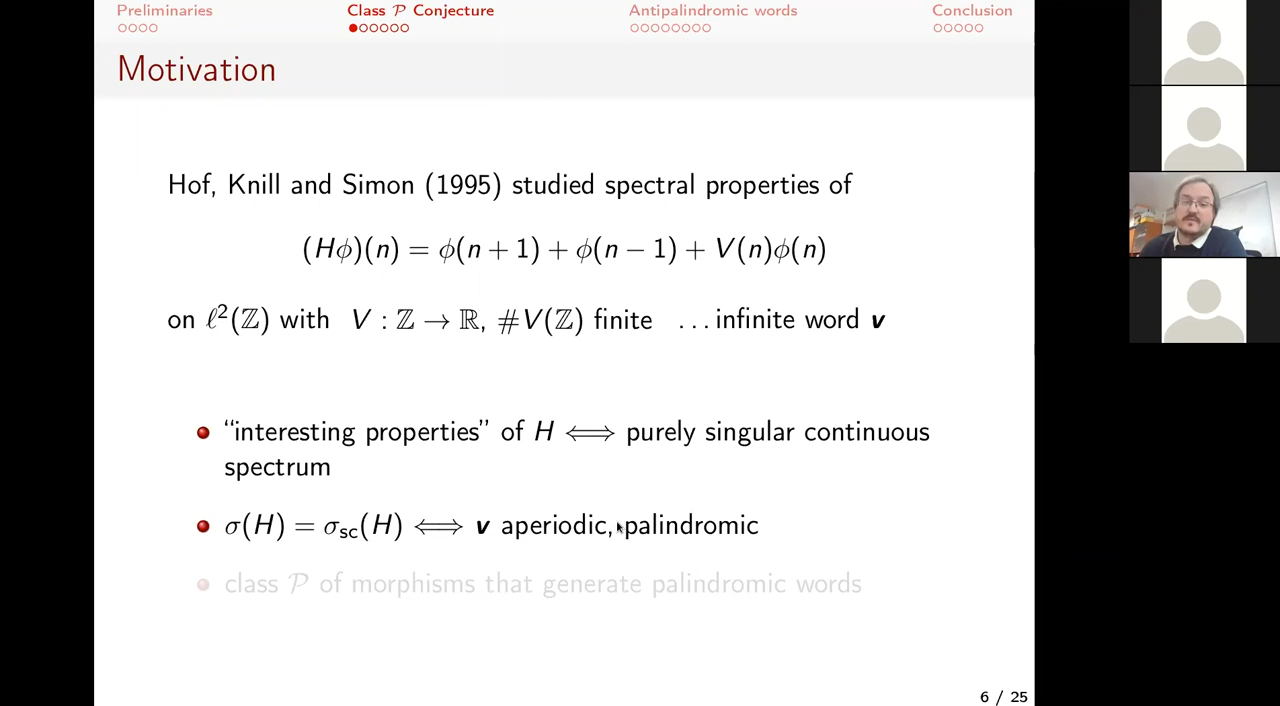 Preliminaries Class 𝒫 Conjecture Antipalindromic words Conclusion
Motivation
Hof, Knill and Simon (1995) studied spectral properties of
(Hϕ)(n) = ϕ(n + 1) + ϕ(n − 1) + V(n)ϕ(n)
on ℓ²(ℤ) with V : ℤ → ℝ, #V(ℤ) finite ...infinite word v
"interesting properties" of H ⟺ purely singular continuous
spectrum
σ(H) = σsc(H) ⟺ v aperiodic, palindromic
class 𝒫 of morphisms that generate palindromic words
6 / 25